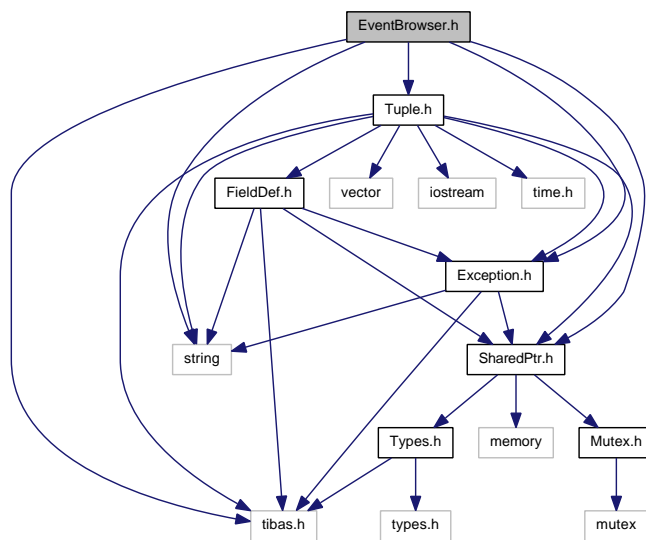 EventBrowser.h
Tuple.h
FieldDef.h
vector
iostream
time.h
Exception.h
string
SharedPtr.h
Types.h
memory
Mutex.h
tibas.h
types.h
mutex